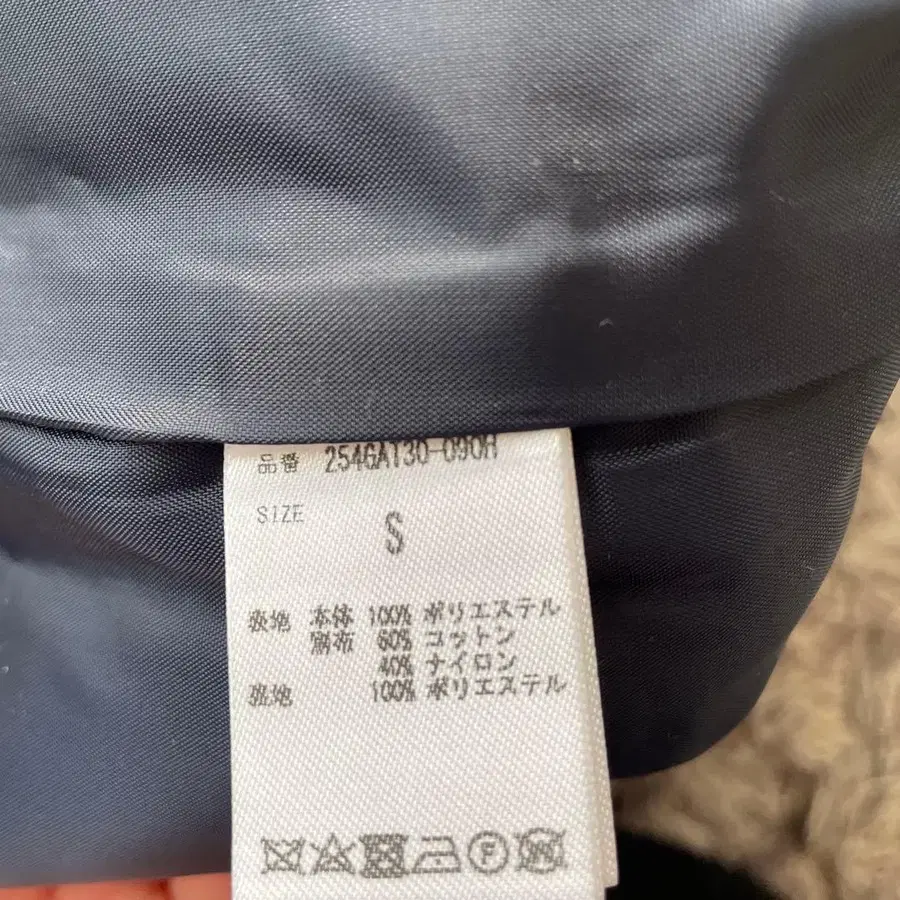 品番 254GA130-090H
SIZE
S
表地 本体 100% ポリエステル
別布 60% コットン
40% ナイロン
裏地 100% ポリエステル
F
W